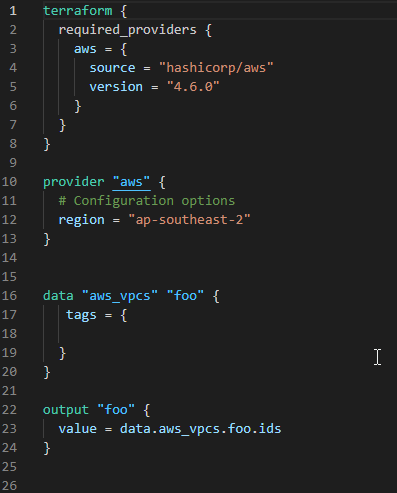 1 terraform {
2   required_providers {
3     aws = {
4       source = "hashicorp/aws"
5       version = "4.6.0"
6     }
7   }
8 }
9
10 provider "aws" {
11   # Configuration options
12   region = "ap-southeast-2"
13 }
14
15
16 data "aws_vpcs" "foo" {
17    tags = {
18
19   }
20 }
21
22 output "foo" {
23   value = data.aws_vpcs.foo.ids
24 }
25
26